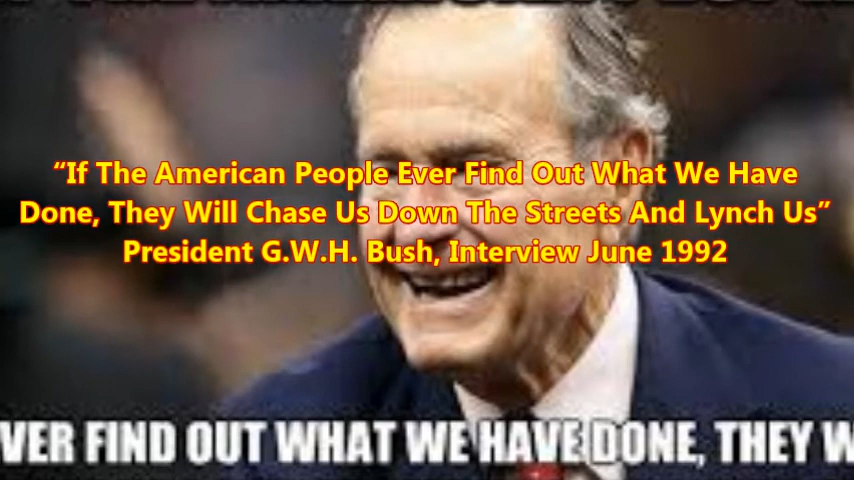 “If The American People Ever Find Out What We Have
Done, They Will Chase Us Down The Streets And Lynch Us”
President G.W.H. Bush, Interview June 1992
VER FIND OUT WHAT WE HAVE DONE, THEY W